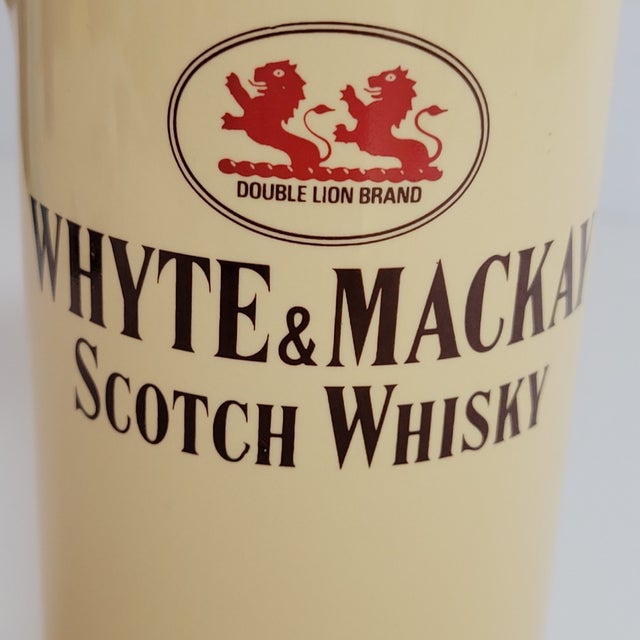 DOUBLE LION BRAND
WHYTE & MACKAY
SCOTCH WHISKY